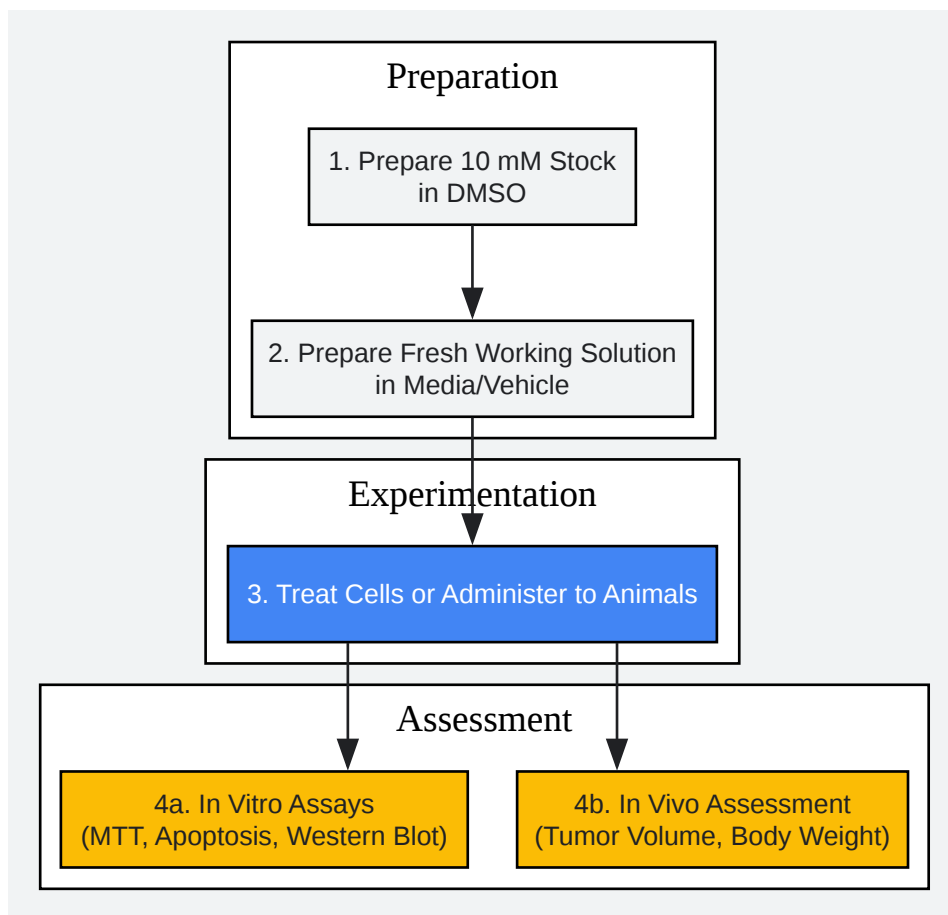 Preparation
1. Prepare 10 mM Stock
in DMSO
2. Prepare Fresh Working Solution
in Media/Vehicle
Experimentation
3. Treat Cells or Administer to Animals
Assessment
4a. In Vitro Assays
(MTT, Apoptosis, Western Blot)
4b. In Vivo Assessment
(Tumor Volume, Body Weight)